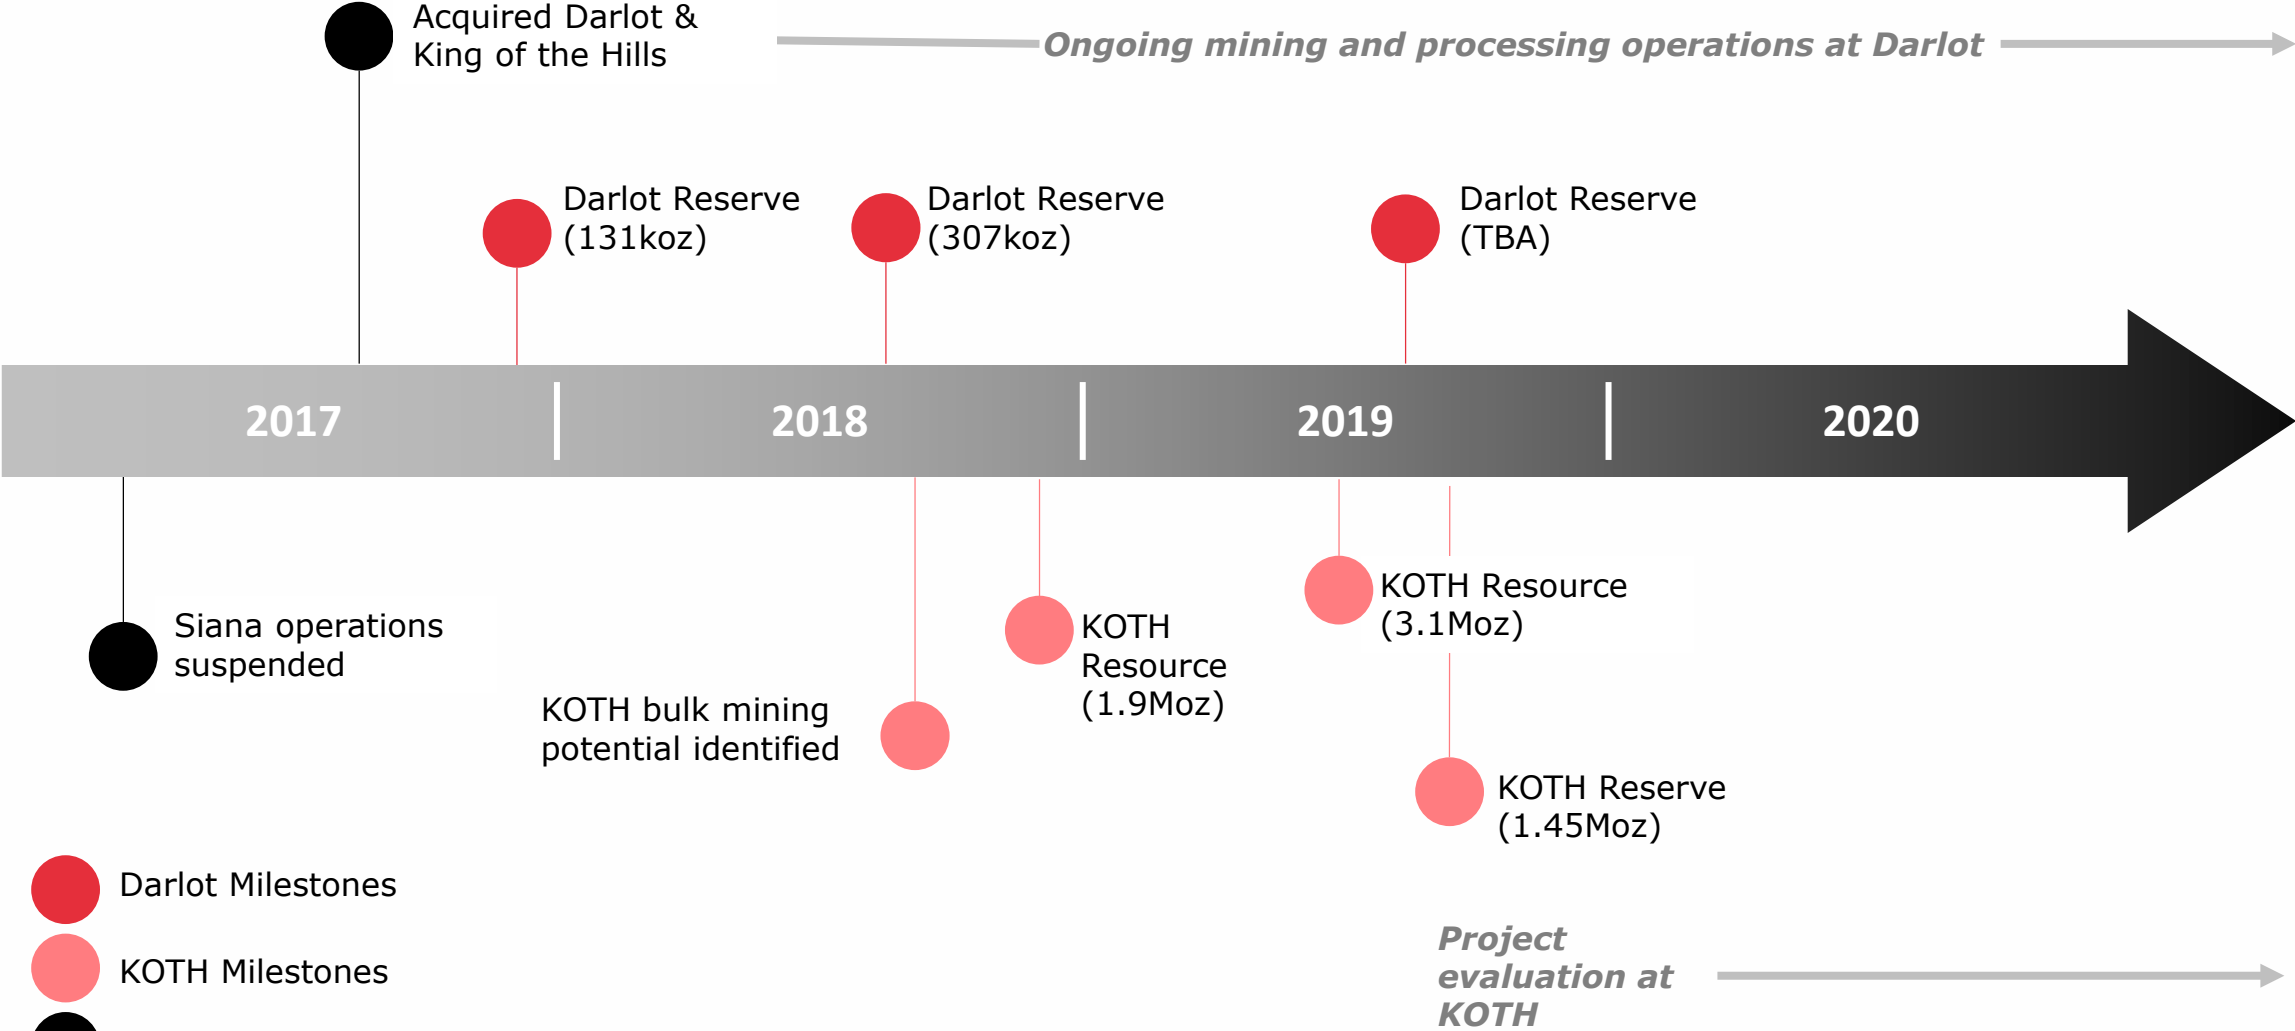 Acquired Darlot &
King of the Hills
Ongoing mining and processing operations at Darlot
Darlot Reserve
(131koz)
Darlot Reserve
(307koz)
Darlot Reserve
(TBA)
2017
2018
2019
2020
Siana operations
suspended
KOTH bulk mining
potential identified
KOTH
Resource
(1.9Moz)
KOTH Resource
(3.1Moz)
KOTH Reserve
(1.45Moz)
Darlot Milestones
KOTH Milestones
Project
evaluation at
KOTH